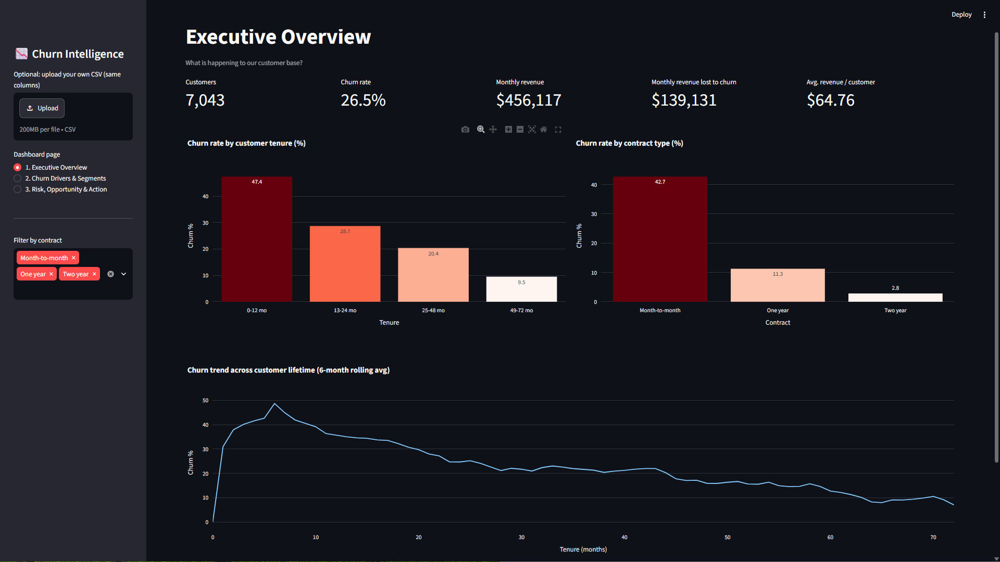 Deploy
Churn Intelligence
Optional: upload your own CSV (same
columns)
Upload
200MB per file • CSV
Dashboard page
1. Executive Overview
2. Churn Drivers & Segments
3. Risk, Opportunity & Action
Filter by contract
Month-to-month ×
One year × Two year ×
Executive Overview
What is happening to our customer base?
Customers
7,043
Churn rate
26.5%
Monthly revenue
$456,117
Monthly revenue lost to churn
$139,131
Avg. revenue / customer
$64.76
Churn rate by customer tenure (%)
Churn %
40
30
20
10
0
47.4
28.7
20.4
9.5
0-12 mo
13-24 mo
25-48 mo
49-72 mo
Tenure
Churn rate by contract type (%)
Churn %
40
30
20
10
0
42.7
11.3
2.8
Month-to-month
One year
Two year
Contract
Churn trend across customer lifetime (6-month rolling avg)
Churn %
50
40
30
20
10
0
0
10
20
30
40
50
60
70
Tenure (months)